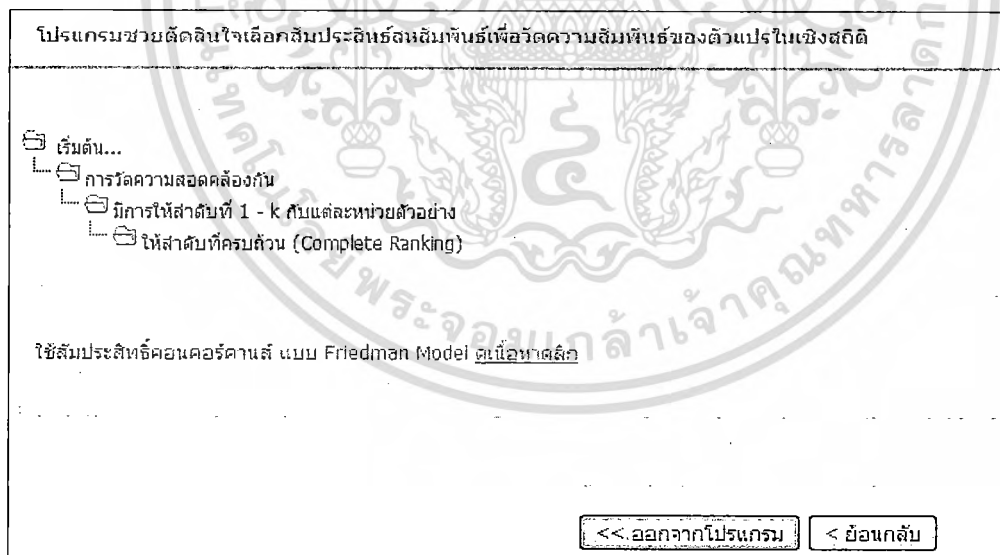 โปรแกรมช่วยตัดสินใจเลือกสัมประสิทธ์สหสัมพันธ์เพื่อวัดความสัมพันธ์ของตัวแปรในเชิงสถิติ
เริ่มต้น...
การวัดความสอดคล้องกัน
มีการให้ลำดับที่ 1 - k กับแต่ละหน่วยตัวอย่าง
ให้ลำดับที่ครบถ้วน (Complete Ranking)
ใช้สัมประสิทธิ์คอนคอร์ดานส์ แบบ Friedman Model ดูเนื้อหาคลิก
<< ออกจากโปรแกรม
< ย้อนกลับ